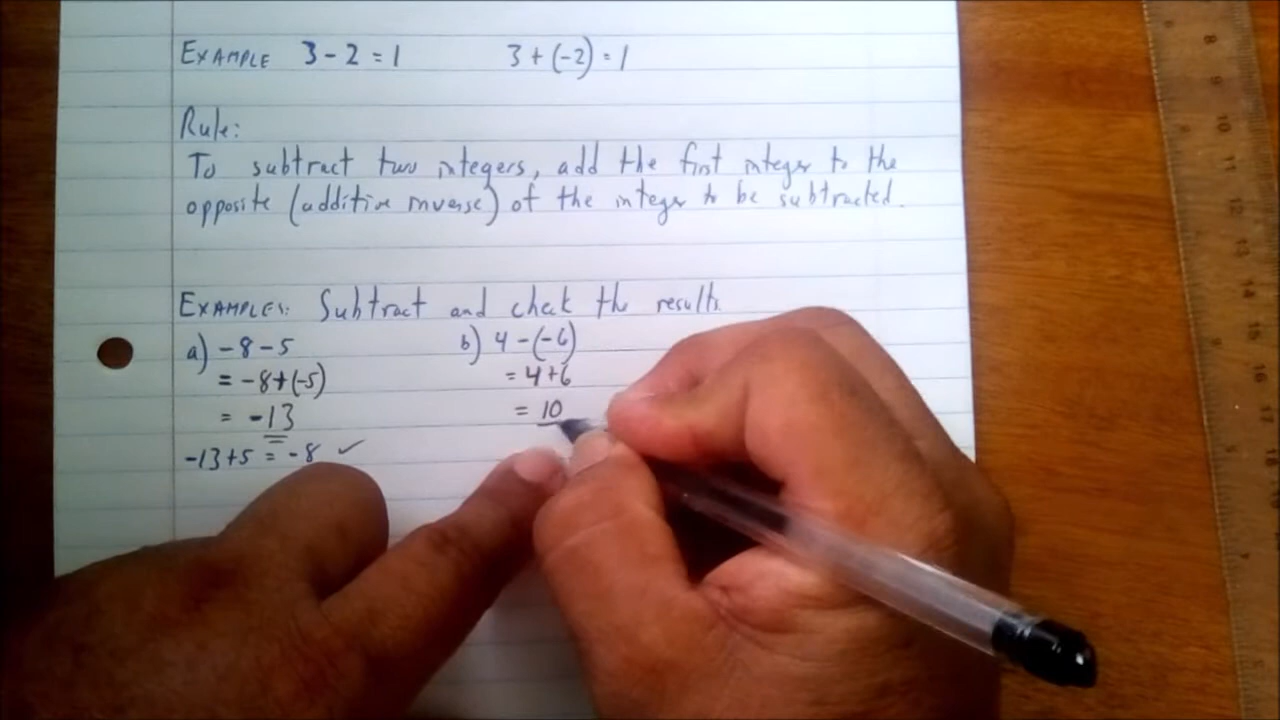 EXAMPLE 3 - 2 = 1 3 + (-2) = 1
Rule:
To subtract two integers, add the first integer to the
opposite (additive inverse) of the integer to be subtracted.
EXAMPLES: Subtract and check the results.
a) -8 - 5 b) 4 - (-6)
= -8 + (-5) = 4 + 6
= -13 = 10
-13 + 5 = -8 ✓